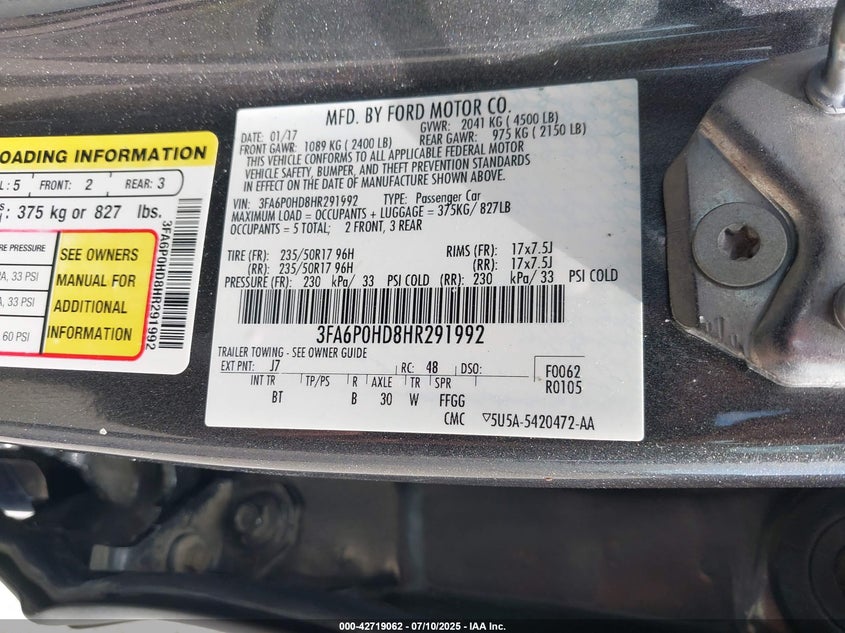 MFD. BY FORD MOTOR CO.
DATE: 01/17 GVWR: 2041 KG ( 4500 LB)
FRONT GAWR: 1089 KG ( 2400 LB) REAR GAWR: 975 KG ( 2150 LB)
THIS VEHICLE CONFORMS TO ALL APPLICABLE FEDERAL MOTOR
VEHICLE SAFETY, BUMPER, AND THEFT PREVENTION STANDARDS
IN EFFECT ON THE DATE OF MANUFACTURE SHOWN ABOVE.
VIN: 3FA6P0HD8HR291992 TYPE: Passenger Car
MAXIMUM LOAD = OCCUPANTS + LUGGAGE = 375KG/ 827LB
OCCUPANTS = 5 TOTAL; 2 FRONT, 3 REAR
TIRE (FR): 235/50R17 96H RIMS (FR): 17x7.5J
(RR): 235/50R17 96H (RR): 17x7.5J
PRESSURE (FR): 230 kPa/ 33 PSI COLD (RR): 230 kPa/ 33 PSI COLD
3FA6P0HD8HR291992
TRAILER TOWING - SEE OWNER GUIDE
EXT PNT: J7 RC: 48 DSO: F0062
R0105
INT TR TP/PS R AXLE TR SPR
BT B 30 W FFGG
CMC ▽5U5A-5420472-AA
OADING INFORMATION
: 5 FRONT: 2 REAR: 3
: 375 kg or 827 lbs.
PRESSURE
, 33 PSI
, 33 PSI
60 PSI
SEE OWNERS
MANUAL FOR
ADDITIONAL
INFORMATION
3FA6P0HD8HR291992
000-42719062 - 07/10/2025 - IAA Inc.